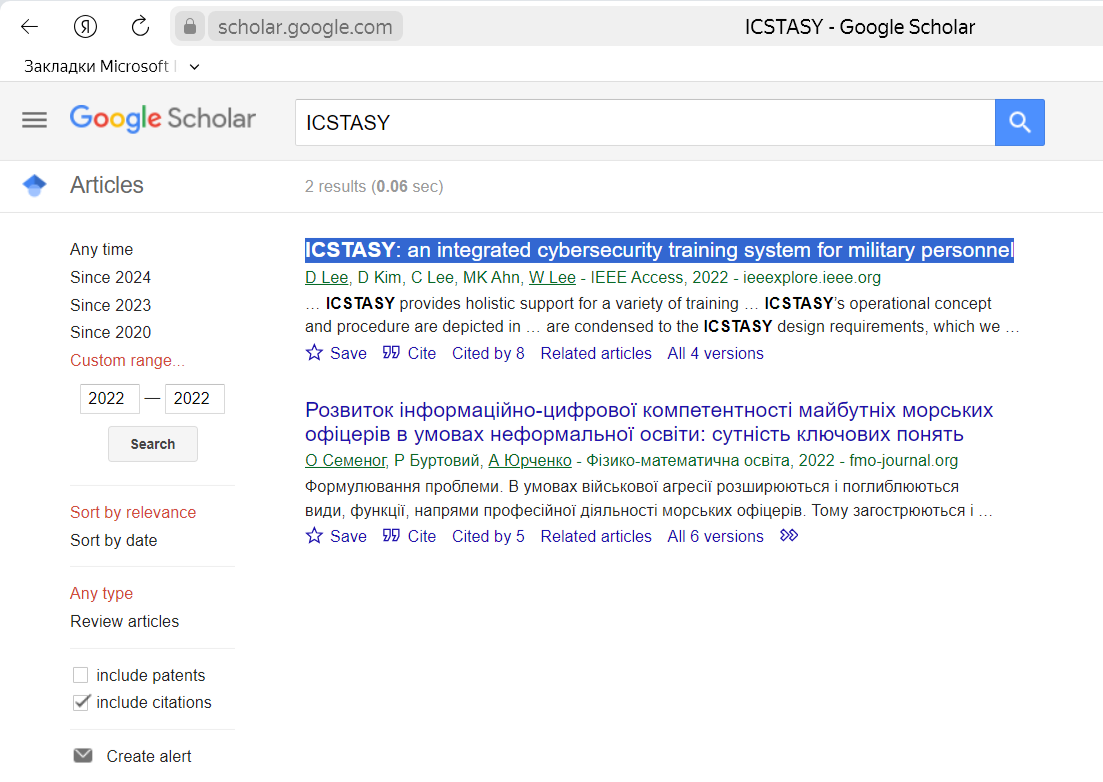 Я
scholar.google.com
ICSTASY - Google Scholar
Закладки Microsoft
Google Scholar
ICSTASY
Articles
2 results (0.06 sec)
Any time
Since 2024
Since 2023
Since 2020
Custom range...
2022 — 2022
Search
Sort by relevance
Sort by date
Any type
Review articles
include patents
include citations
Create alert
ICSTASY: an integrated cybersecurity training system for military personnel
D Lee, D Kim, C Lee, MK Ahn, W Lee - IEEE Access, 2022 - ieeexplore.ieee.org
… ICSTASY provides holistic support for a variety of training … ICSTASY's operational concept
and procedure are depicted in … are condensed to the ICSTASY design requirements, which we …
Save Cite Cited by 8 Related articles All 4 versions
Розвиток інформаційно-цифрової компетентності майбутніх морських
офіцерів в умовах неформальної освіти: сутність ключових понять
О Семеног, Р Буртовий, А Юрченко - Фізико-математична освіта, 2022 - fmo-journal.org
Формулювання проблеми. В умовах військової агресії розширюються і поглиблюються
види, функції, напрями професійної діяльності морських офіцерів. Тому загострюються і …
Save Cite Cited by 5 Related articles All 6 versions